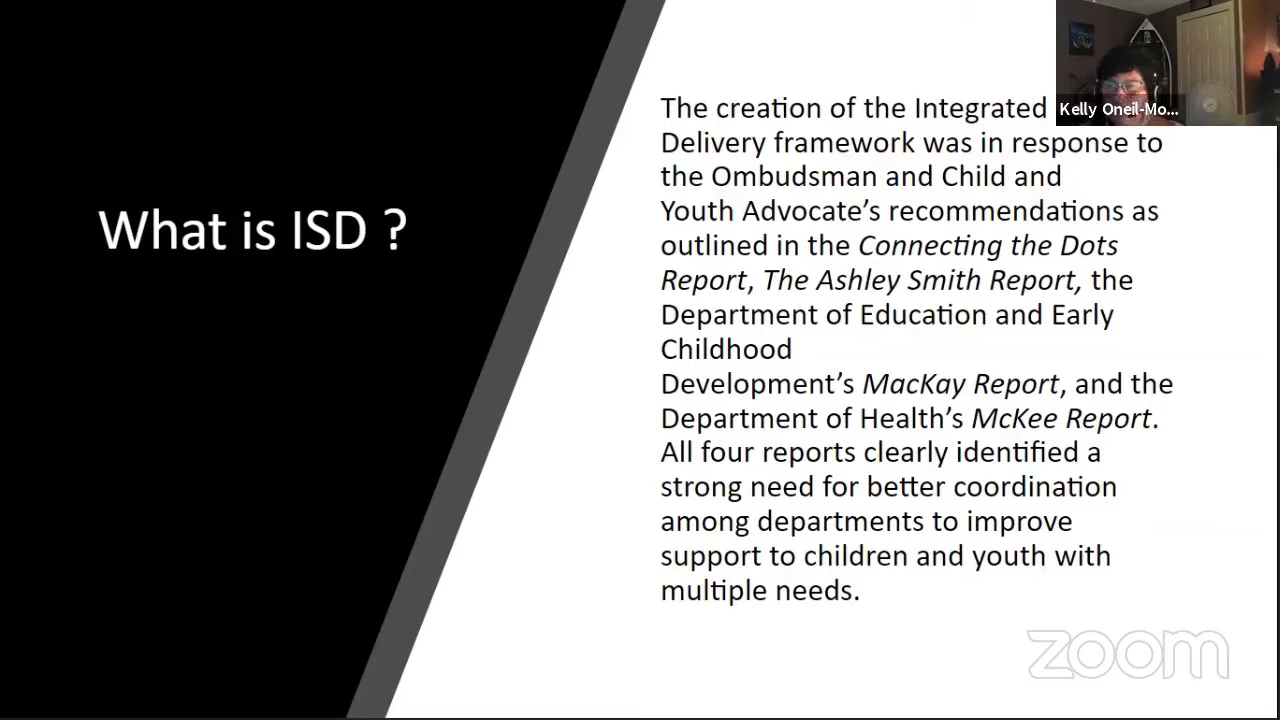 What is ISD ?
The creation of the Integrated
Delivery framework was in response to
the Ombudsman and Child and
Youth Advocate’s recommendations as
outlined in the Connecting the Dots
Report, The Ashley Smith Report, the
Department of Education and Early
Childhood
Development’s MacKay Report, and the
Department of Health’s McKee Report.
All four reports clearly identified a
strong need for better coordination
among departments to improve
support to children and youth with
multiple needs.
Kelly Oneil-Mo...
zoom